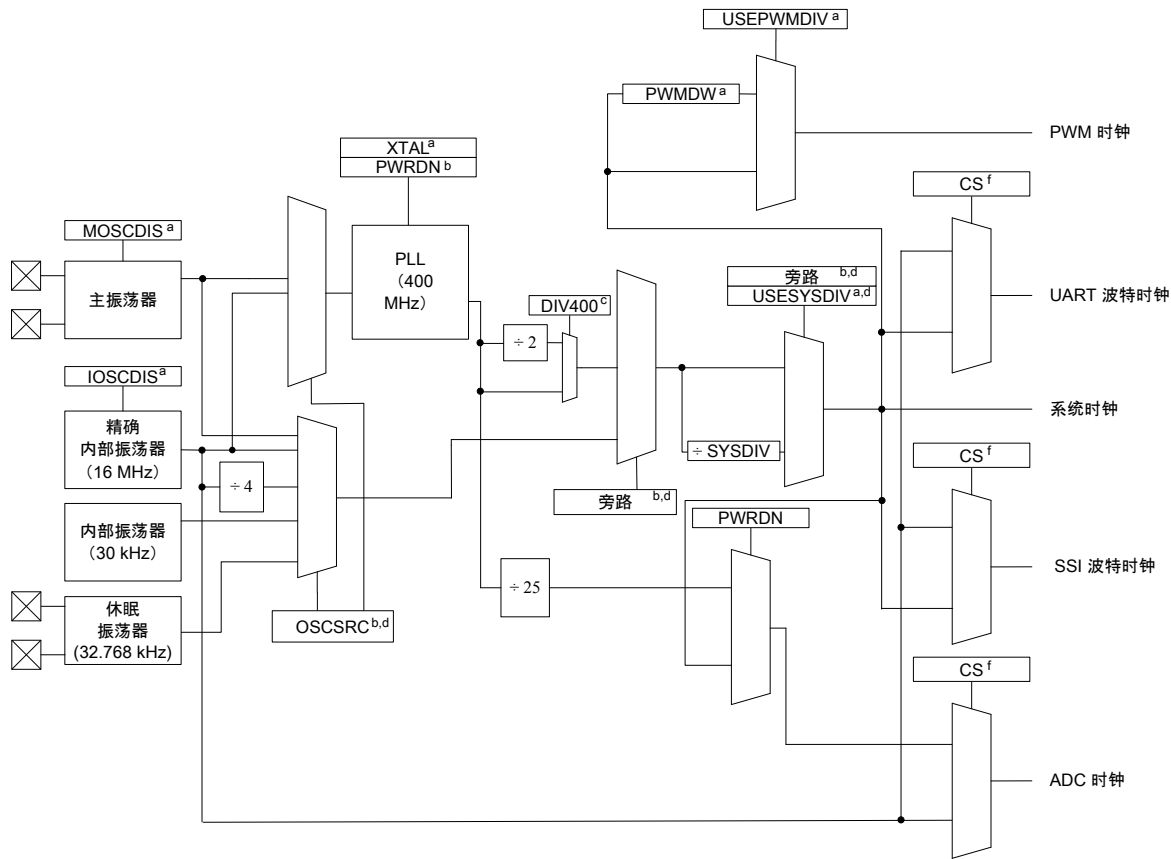 USEPWMDIV a
PWMDW a
PWM 时钟
XTAL a
PWRDN b
CS f
MOSCDIS a
主振荡器
PLL
（400
MHz）
旁路 b,d
USESYSDIV a,d
UART 波特时钟
DIV400 c
÷ 2
IOSCDIS a
精确
内部振荡器
（16 MHz）
系统时钟
÷ SYSDIV
CS f
÷ 4
旁路 b,d
内部振荡器
（30 kHz）
PWRDN
÷ 25
SSI 波特时钟
休眠
振荡器
(32.768 kHz)
OSCSRC b,d
CS f
ADC 时钟